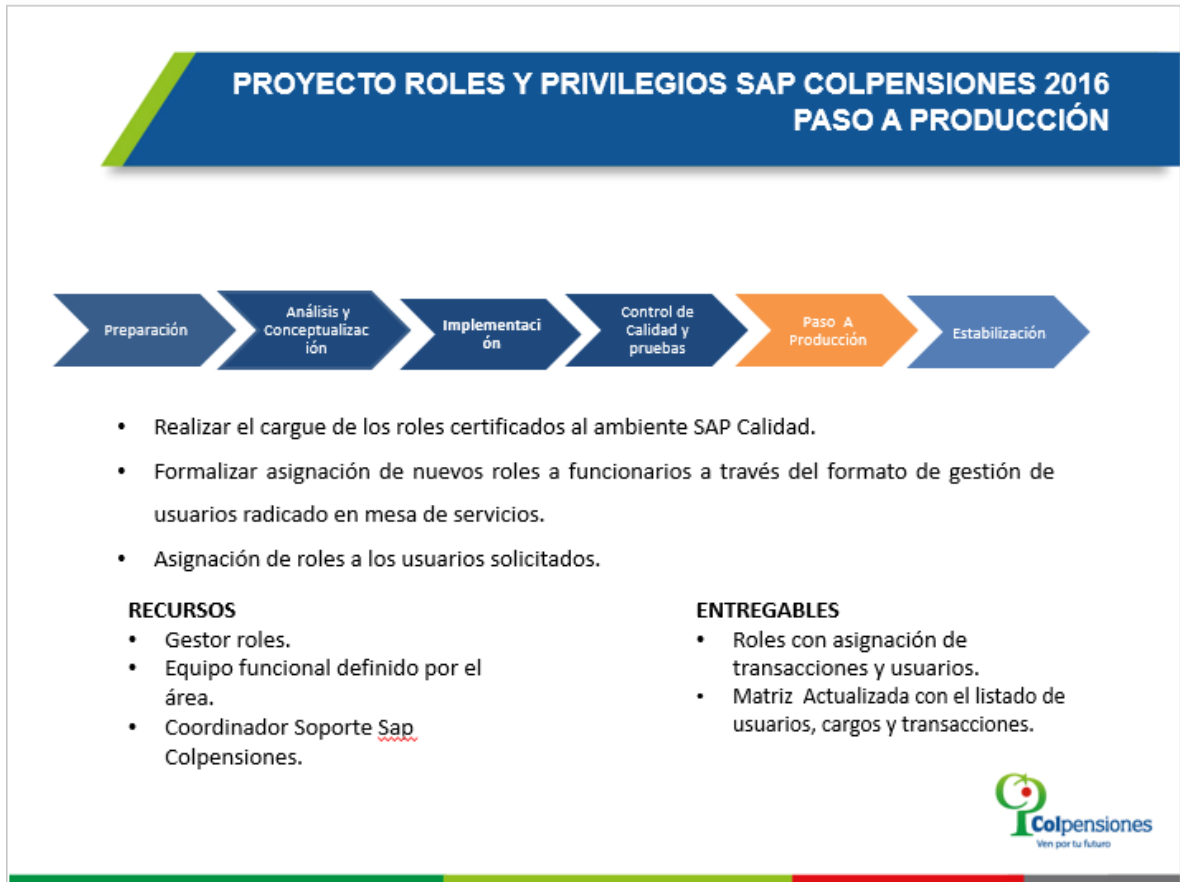 PROYECTO ROLES Y PRIVILEGIOS SAP COLPENSIONES 2016
PASO A PRODUCCIÓN
Preparación
Análisis y
Conceptualizac
ión
Implementaci
ón
Control de
Calidad y
pruebas
Paso A
Producción
Estabilización
• Realizar el cargue de los roles certificados al ambiente SAP Calidad.
• Formalizar asignación de nuevos roles a funcionarios a través del formato de gestión de
usuarios radicado en mesa de servicios.
• Asignación de roles a los usuarios solicitados.
RECURSOS
• Gestor roles.
• Equipo funcional definido por el
área.
• Coordinador Soporte Sap
Colpensiones.
ENTREGABLES
• Roles con asignación de
transacciones y usuarios.
• Matriz Actualizada con el listado de
usuarios, cargos y transacciones.
Colpensiones
Ven por tu futuro